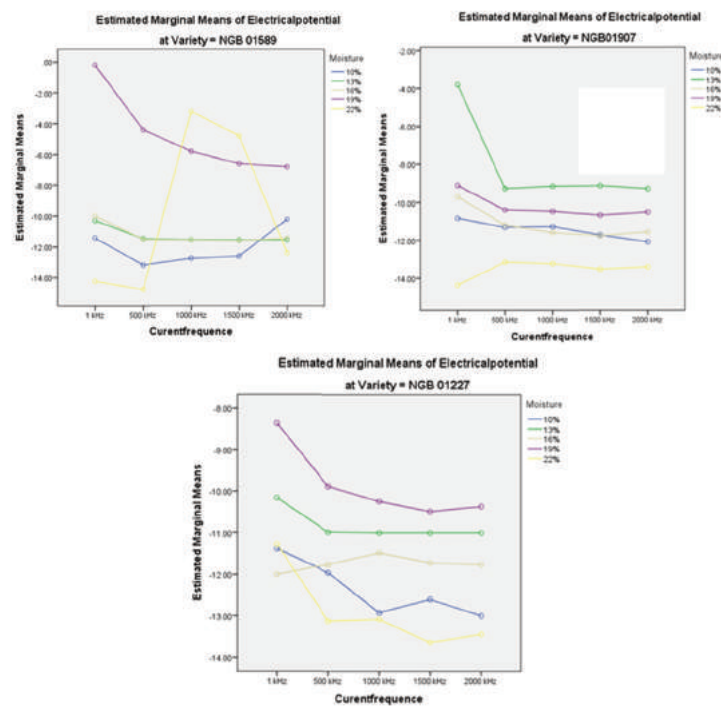 Estimated Marginal Means of Electricalpotential
at Variety = NGB 01589
Estimated Marginal Means
.00
-2.00
-4.00
-6.00
-8.00
-10.00
-12.00
-14.00
1 kHz
500 kHz
1000 kHz
1500 kHz
2000 kHz
Curentfrequence
Moisture
10%
13%
16%
19%
22%
Estimated Marginal Means of Electricalpotential
at Variety = NGB01907
Estimated Marginal Means
-2.00
-4.00
-6.00
-8.00
-10.00
-12.00
-14.00
1 kHz
500 kHz
1000 kHz
1500 kHz
2000 kHz
Curentfrequence
Moisture
10%
13%
16%
19%
22%
Estimated Marginal Means of Electricalpotential
at Variety = NGB 01227
Estimated Marginal Means
-8.00
-9.00
-10.00
-11.00
-12.00
-13.00
-14.00
1 kHz
500 kHz
1000 kHz
1500 kHz
2000 kHz
Curentfrequence
Moisture
10%
13%
16%
19%
22%